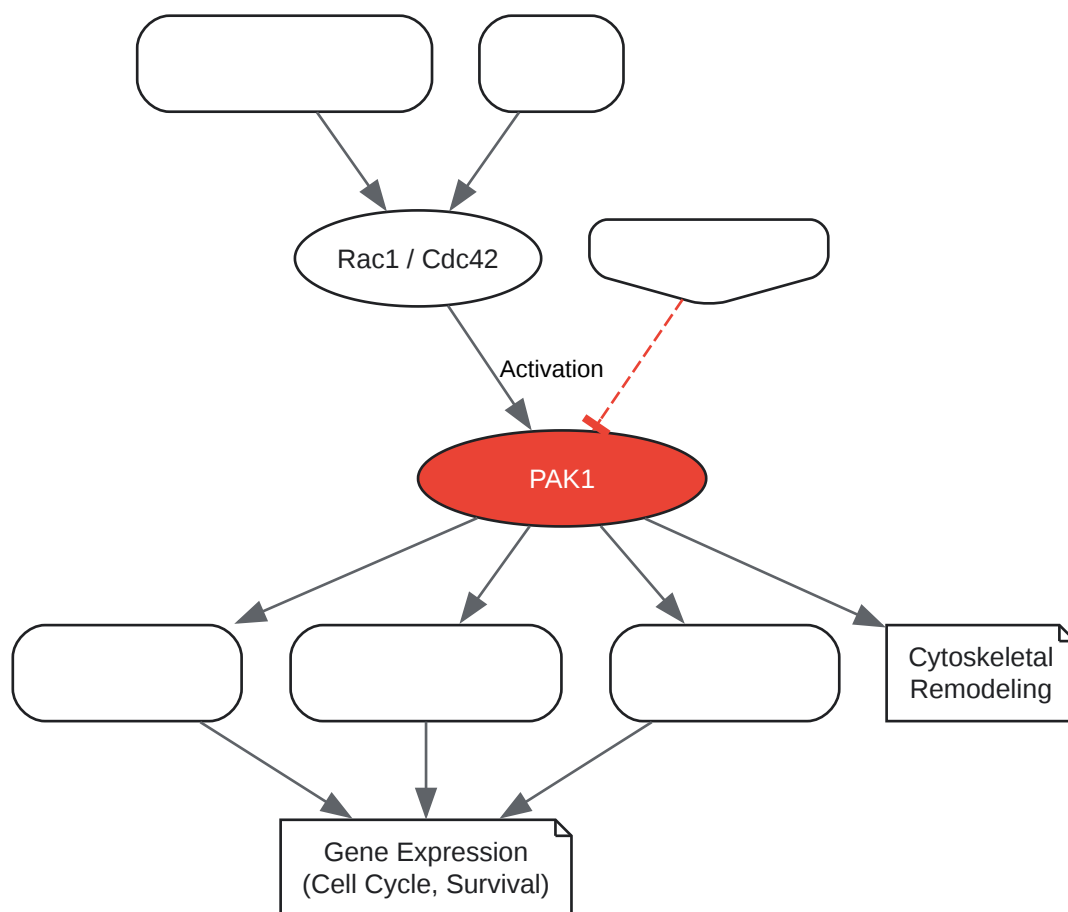 Rac1 / Cdc42
Activation
PAK1
Cytoskeletal
Remodeling
Gene Expression
(Cell Cycle, Survival)